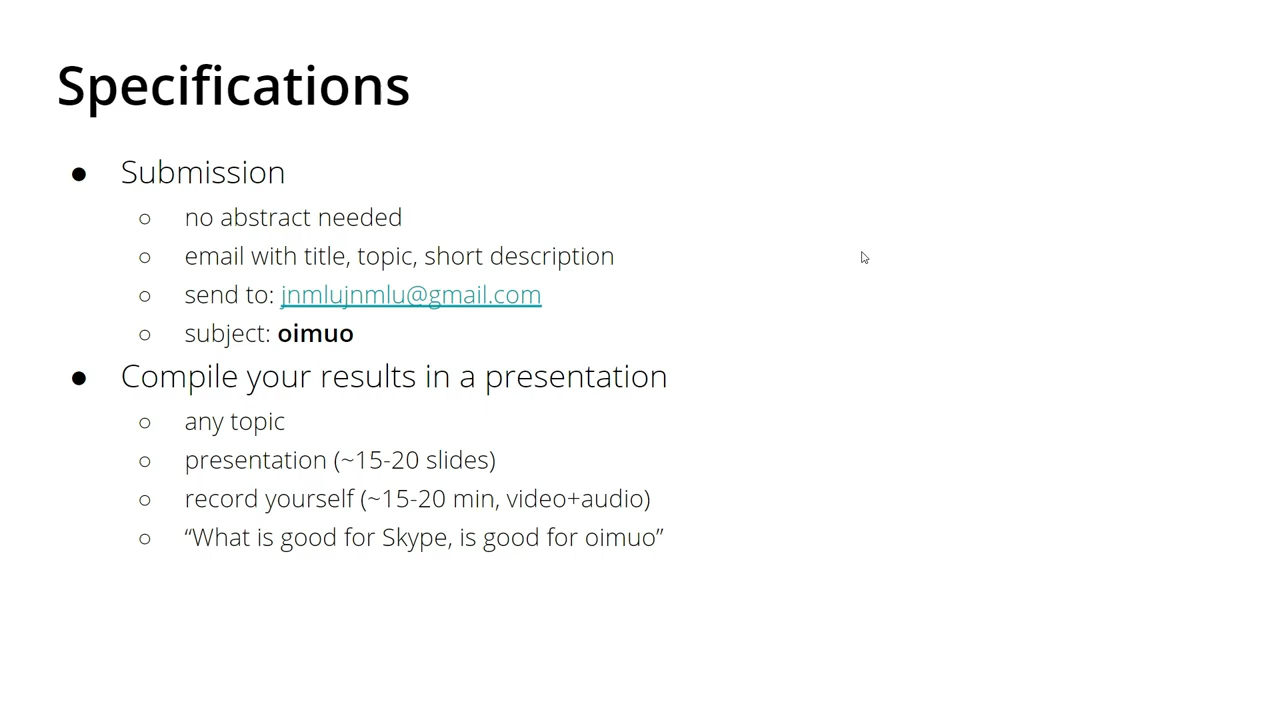 Specifications
● Submission
○ no abstract needed
○ email with title, topic, short description
○ send to: jnmlujnmlu@gmail.com
○ subject: oimuo
● Compile your results in a presentation
○ any topic
○ presentation (~15-20 slides)
○ record yourself (~15-20 min, video+audio)
○ “What is good for Skype, is good for oimuo”